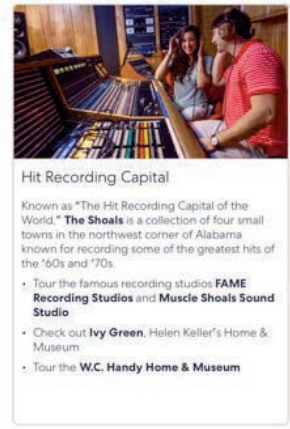 Hit Recording Capital
Known as "The Hit Recording Capital of the
World," The Shoals is a collection of four small
towns in the northwest corner of Alabama
known for recording some of the greatest hits of
the '60s and '70s.
• Tour the famous recording studios FAME
Recording Studios and Muscle Shoals Sound
Studio
• Check out Ivy Green, Helen Keller's Home &
Museum
• Tour the W.C. Handy Home & Museum